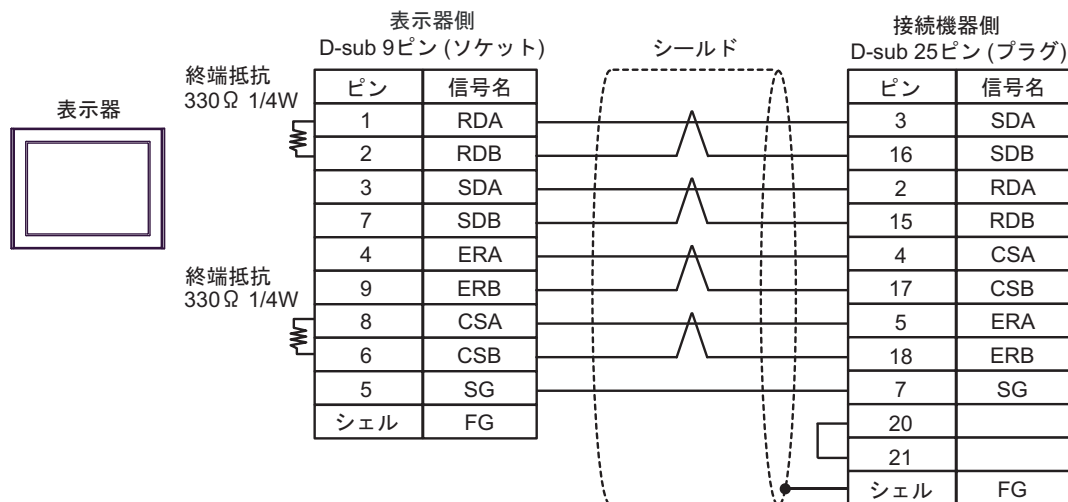 表示器
表示器側
D-sub 9ピン (ソケット)
シールド
接続機器側
D-sub 25ピン (プラグ)
終端抵抗
330Ω 1/4W
終端抵抗
330Ω 1/4W
ピン 信号名
1 RDA
2 RDB
3 SDA
7 SDB
4 ERA
9 ERB
8 CSA
6 CSB
5 SG
シェル FG
ピン 信号名
3 SDA
16 SDB
2 RDA
15 RDB
4 CSA
17 CSB
5 ERA
18 ERB
7 SG
20
21
シェル FG